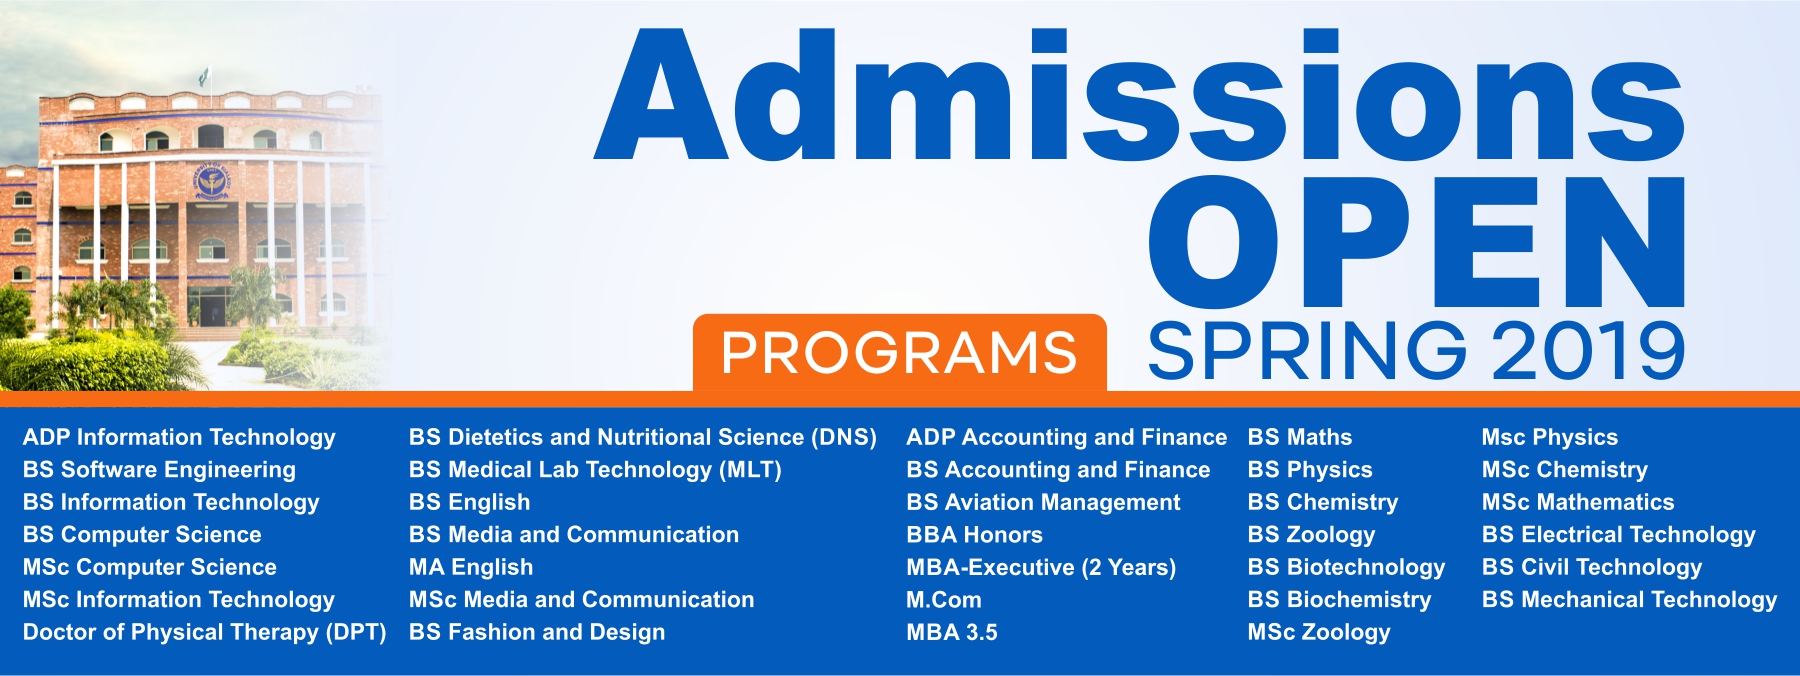 Admissions
OPEN
SPRING 2019
PROGRAMS
ADP Information Technology
BS Software Engineering
BS Information Technology
BS Computer Science
MSc Computer Science
MSc Information Technology
Doctor of Physical Therapy (DPT)
BS Dietetics and Nutritional Science (DNS)
BS Medical Lab Technology (MLT)
BS English
BS Media and Communication
MA English
MSc Media and Communication
BS Fashion and Design
ADP Accounting and Finance
BS Accounting and Finance
BS Aviation Management
BBA Honors
MBA-Executive (2 Years)
M.Com
MBA 3.5
BS Maths
BS Physics
BS Chemistry
BS Zoology
BS Biotechnology
BS Biochemistry
MSc Zoology
Msc Physics
MSc Chemistry
MSc Mathematics
BS Electrical Technology
BS Civil Technology
BS Mechanical Technology